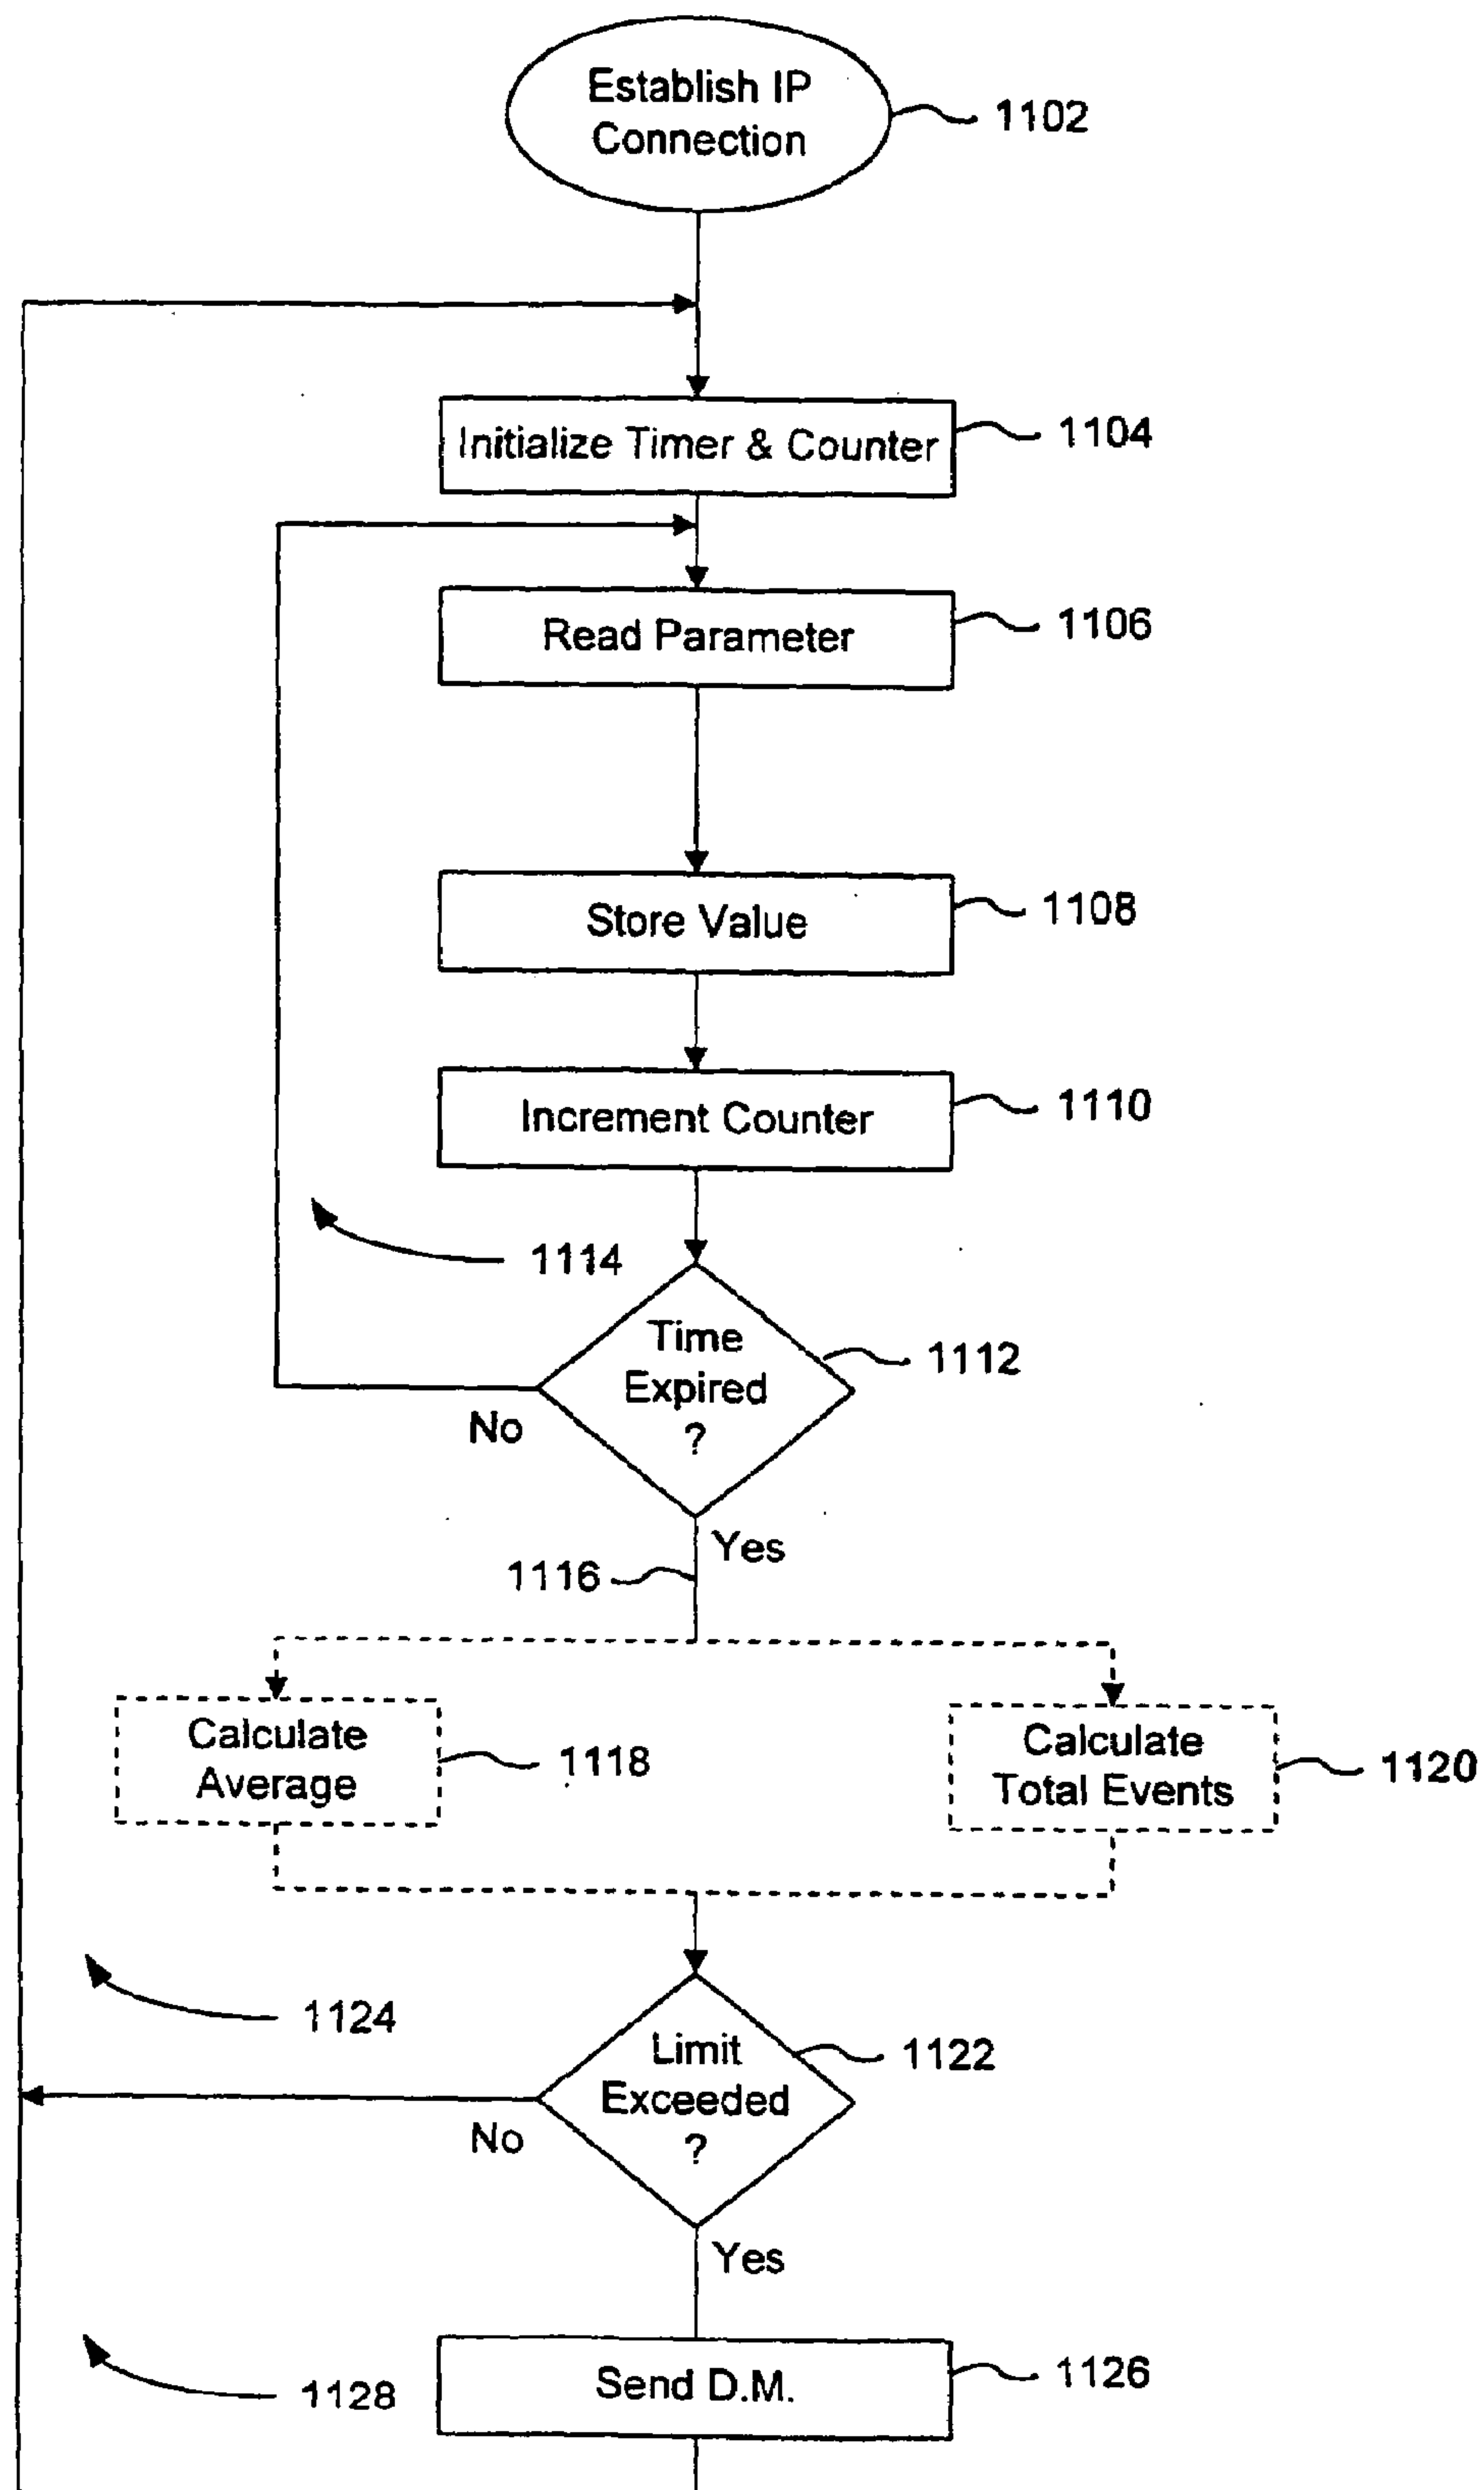 Establish IP
Connection
1102
Initialize Timer & Counter
1104
Read Parameter
1106
Store Value
1108
Increment Counter
1110
1114
Time
Expired
?
1112
No
Yes
1116
Calculate
Average
1118
Calculate
Total Events
1120
1124
Limit
Exceeded
?
1122
No
Yes
Send D.M.
1126
1128